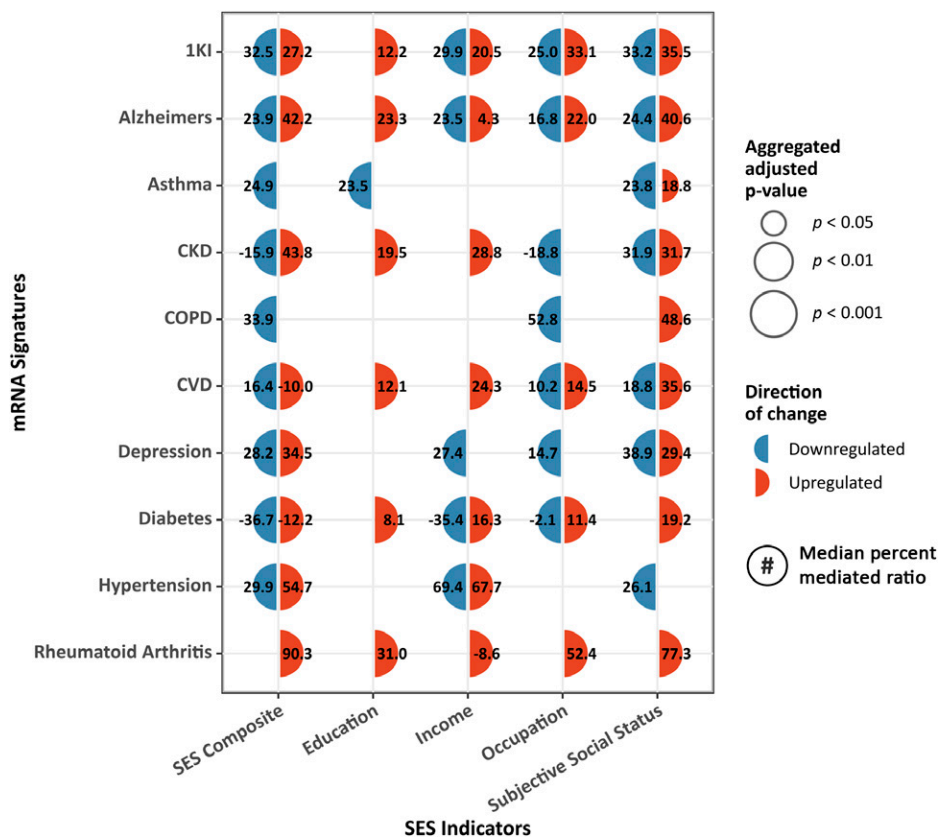 1KI 32.5 27.2 12.2 29.9 20.5 25.0 33.1 33.2 35.5
Alzheimers 23.9 42.2 23.3 23.5 4.3 16.8 22.0 24.4 40.6
Asthma 24.9 23.5 23.8 18.8
CKD -15.9 43.8 19.5 28.8 -18.8 31.9 31.7
COPD 33.9 52.8 48.6
CVD 16.4 -10.0 12.1 24.3 10.2 14.5 18.8 35.6
Depression 28.2 34.5 27.4 14.7 38.9 29.4
Diabetes -36.7 -12.2 8.1 -35.4 16.3 -2.1 11.4 19.2
Hypertension 29.9 54.7 69.4 67.7 26.1
Rheumatoid Arthritis 90.3 31.0 -8.6 52.4 77.3
mRNA Signatures
SES Composite
Education
Income
Occupation
Subjective Social Status
SES Indicators
Aggregated
adjusted
p-value
p < 0.05
p < 0.01
p < 0.001
Direction
of change
Downregulated
Upregulated
# Median percent
mediated ratio